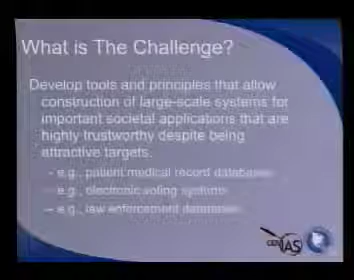 What is The Challenge?
Develop tools and principles that allow
construction of large-scale systems for
important societal applications that are
highly trustworthy despite being
attractive targets.
– e.g., patient medical record databases
– e.g., electronic voting systems
– e.g., law enforcement databases